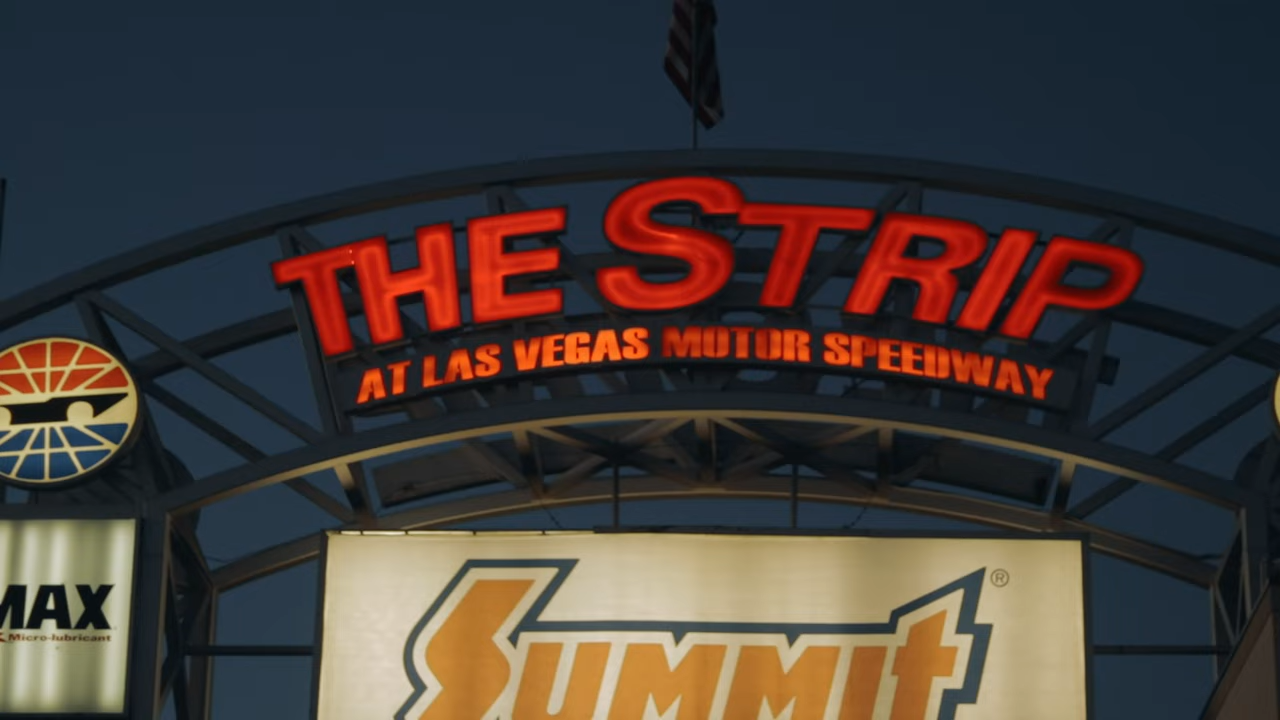 THE STRIP
AT LAS VEGAS MOTOR SPEEDWAY
MAX
Micro-lubricant
SUMMIT®